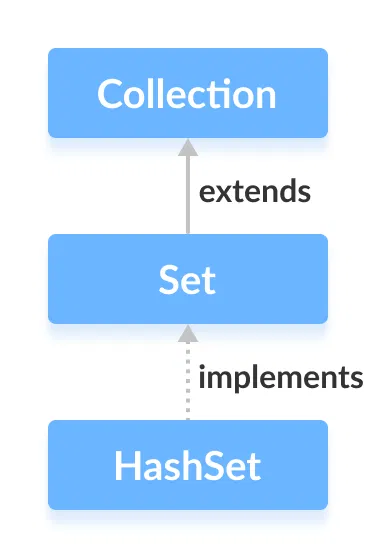 Collection
extends
Set
implements
HashSet